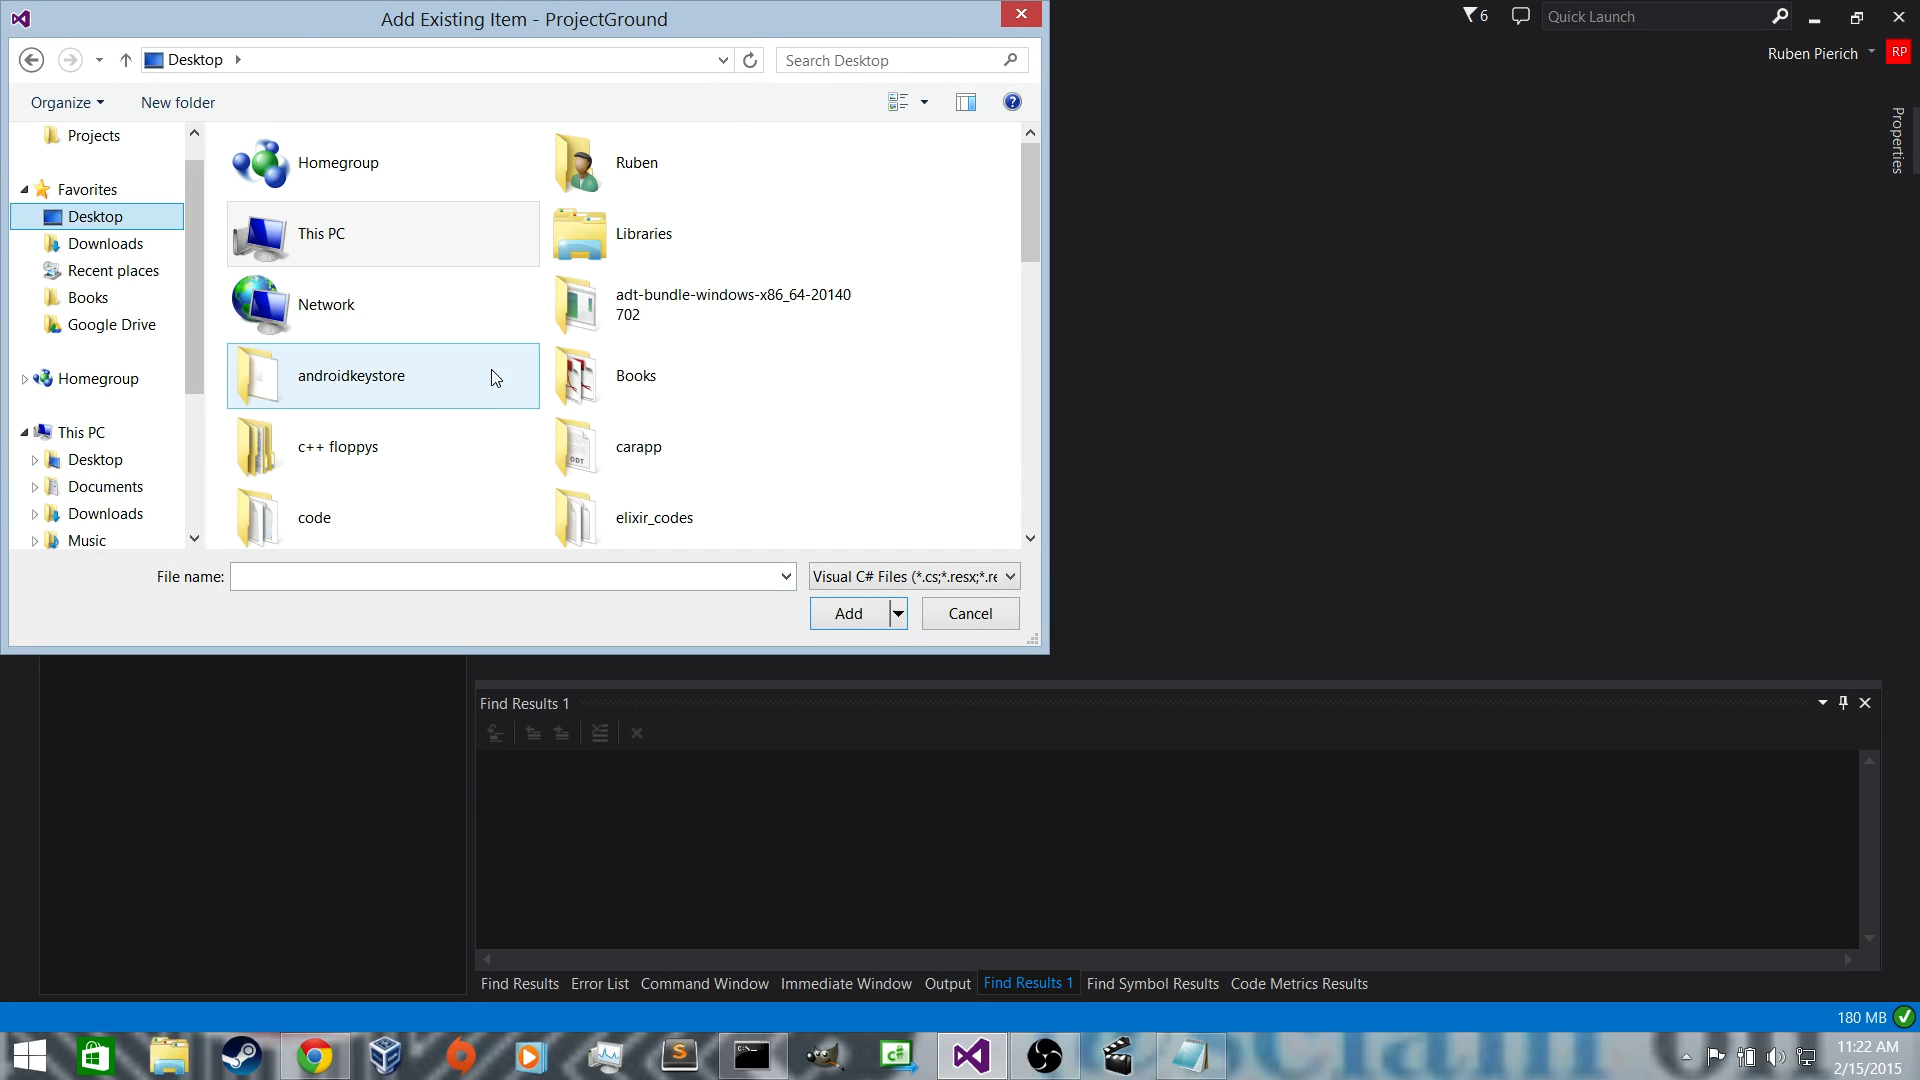 Add Existing Item - ProjectGround
6
Quick Launch
Ruben Pierich
RP
Desktop
Search Desktop
Organize
New folder
Properties
Projects
Favorites
Desktop
Downloads
Recent places
Books
Google Drive
Homegroup
This PC
Desktop
Documents
Downloads
Music
Homegroup
Ruben
This PC
Libraries
Network
adt-bundle-windows-x86_64-20140
702
androidkeystore
Books
c++ floppys
carapp
ODT
code
elixir_codes
File name:
Visual C# Files (*.cs;*.resx;*.re
Add
Cancel
Find Results 1
Find Results
Error List
Command Window
Immediate Window
Output
Find Results 1
Find Symbol Results
Code Metrics Results
180 MB
11:22 AM
2/15/2015